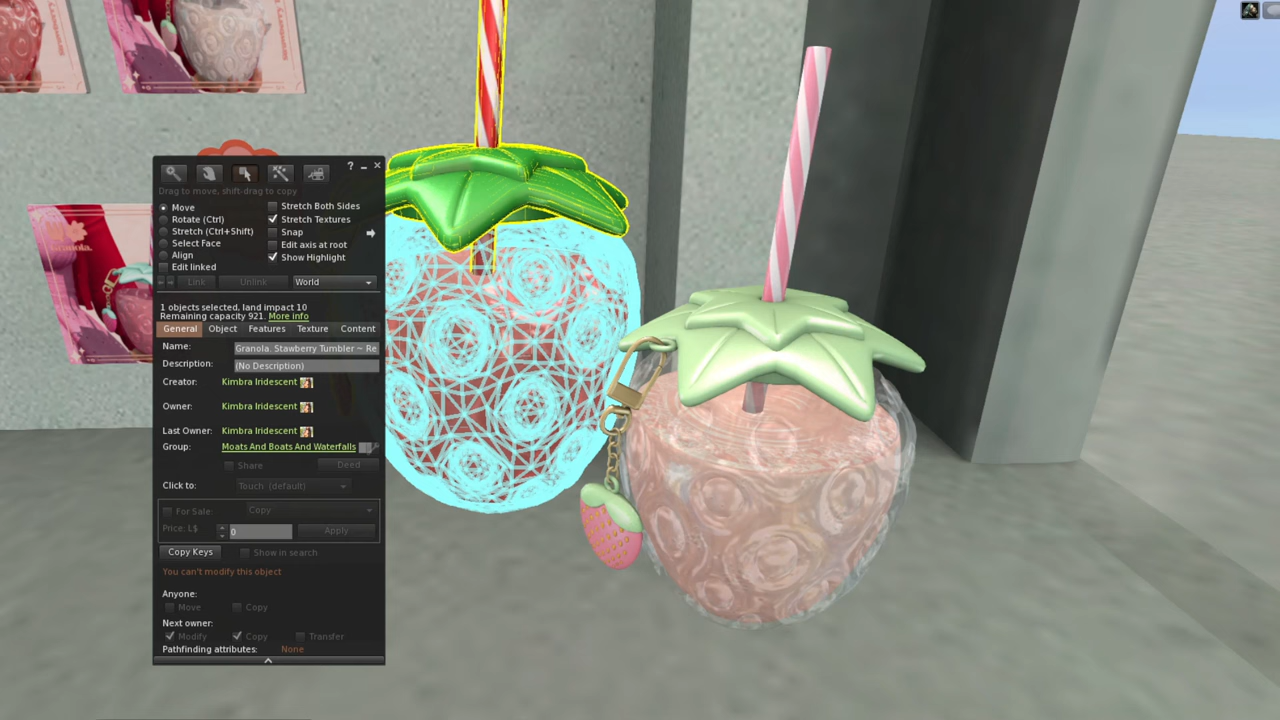 Granola.
? _ ×
Drag to move, shift-drag to copy
Move
Rotate (Ctrl)
Stretch (Ctrl+Shift)
Select Face
Align
Edit linked
Stretch Both Sides
Stretch Textures
Snap
Edit axis at root
Show Highlight
Link Unlink World
1 objects selected, land impact 10
Remaining capacity 921. More info
General Object Features Texture Content
Name: Granola. Stawberry Tumbler ~ Re
Description: (No Description)
Creator: Kimbra Iridescent
Owner: Kimbra Iridescent
Last Owner: Kimbra Iridescent
Group: Moats And Boats And Waterfalls
Share Deed
Click to: Touch (default)
For Sale: Copy
Price: L$ 0 Apply
Copy Keys Show in search
You can't modify this object
Anyone:
Move Copy
Next owner:
Modify Copy Transfer
Pathfinding attributes: None